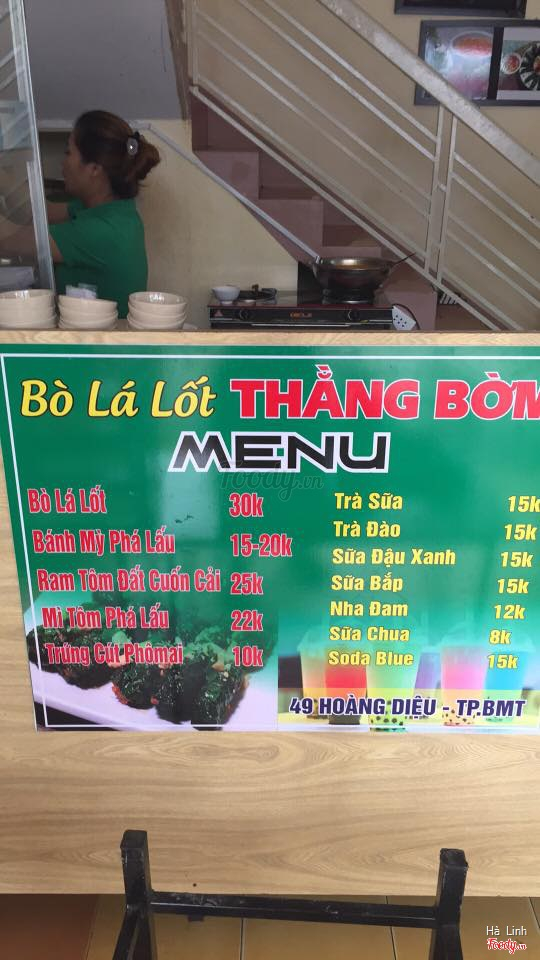 Bò Lá Lốt THẰNG BỜM
MENU
foody.vn
Bò Lá Lốt 30k
Bánh Mỳ Phá Lấu 15-20k
Ram Tôm Đất Cuốn Cải 25k
Mì Tôm Phá Lấu 22k
Trứng Cút Phômai 10k
Trà Sữa 15k
Trà Đào 15k
Sữa Đậu Xanh 15k
Sữa Bắp 15k
Nha Đam 12k
Sữa Chua 8k
Soda Blue 15k
49 HOÀNG DIỆU - TP.BMT
Hà Linh
Foody.vn